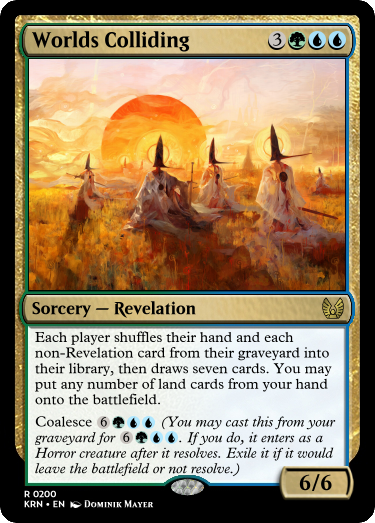 Worlds Colliding 3
Sorcery — Revelation
Each player shuffles their hand and each
non-Revelation card from their graveyard into
their library, then draws seven cards. You may
put any number of land cards from your hand
onto the battlefield.
Coalesce 6 (You may cast this from your
graveyard for 6 . If you do, it enters as a
Horror creature after it resolves. Exile it if it would
leave the battlefield or not resolve.)
6/6
R 0200
KRN • EN Dominik Mayer